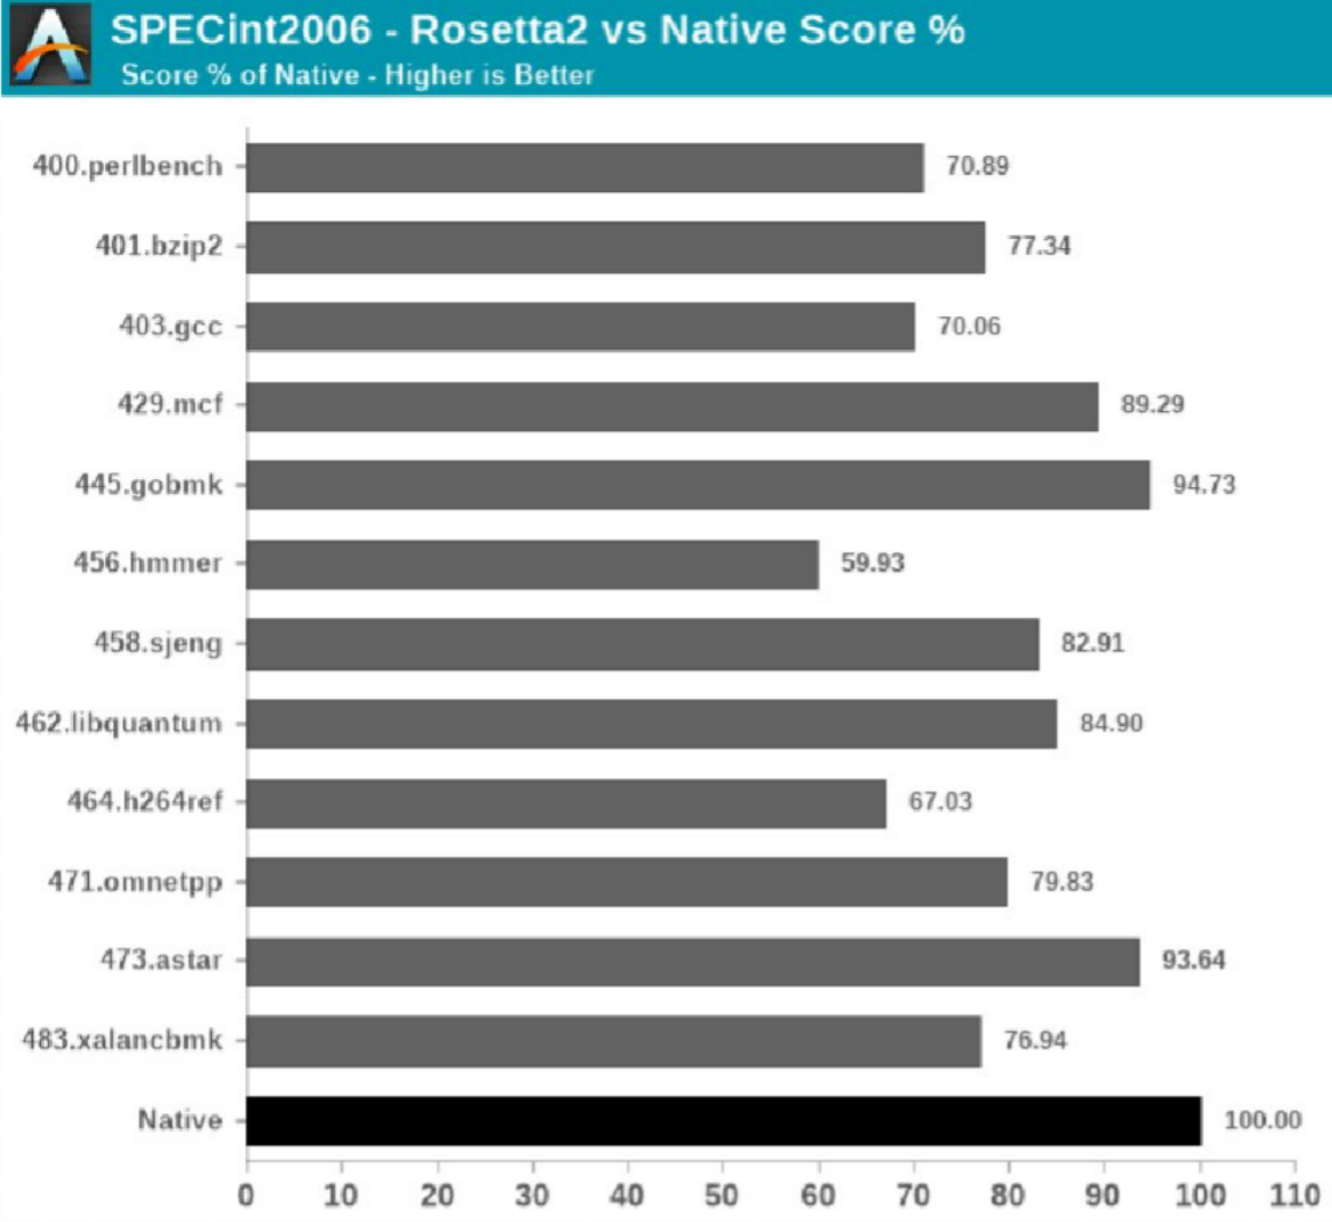 SPECint2006 - Rosetta2 vs Native Score %
Score % of Native - Higher is Better
400.perlbench 70.89
401.bzip2 77.34
403.gcc 70.06
429.mcf 89.29
445.gobmk 94.73
456.hmmer 59.93
458.sjeng 82.91
462.libquantum 84.90
464.h264ref 67.03
471.omnetpp 79.83
473.astar 93.64
483.xalancbmk 76.94
Native 100.00
0 10 20 30 40 50 60 70 80 90 100 110